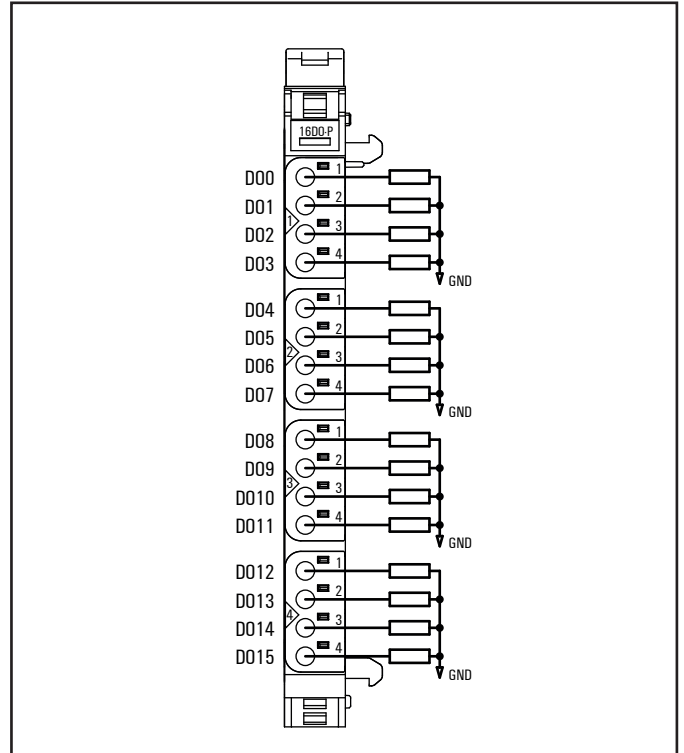 16DO-P
DO0 1
DO1 2
1
DO2 3
DO3 4
GND
DO4 1
DO5 2
2
DO6 3
DO7 4
GND
DO8 1
DO9 2
3
DO10 3
DO11 4
GND
DO12 1
DO13 2
4
DO14 3
DO15 4
GND